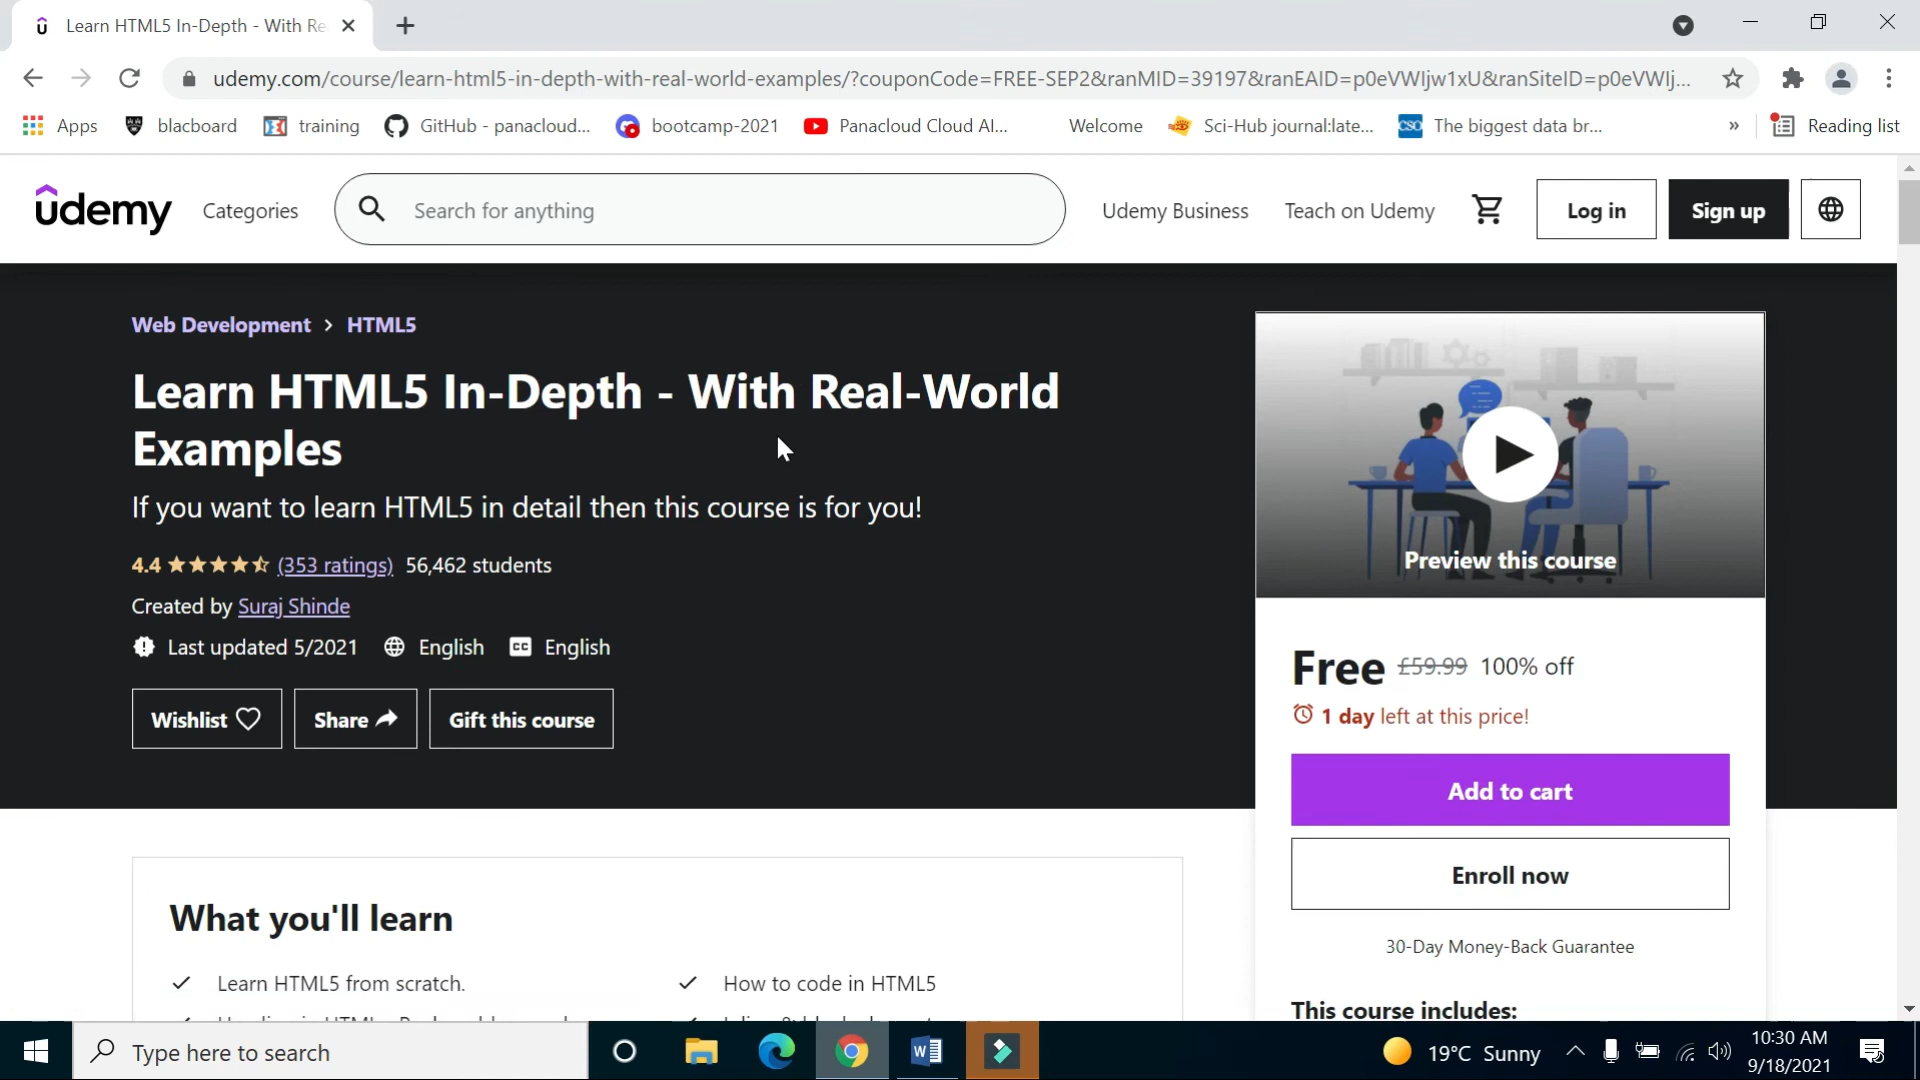 Learn HTML5 In-Depth - With Re
udemy.com/course/learn-html5-in-depth-with-real-world-examples/?couponCode=FREE-SEP2&ranMID=39197&ranEAID=p0eVWIjw1xU&ranSiteID=p0eVWIj...
Apps blacboard training GitHub - panacloud... bootcamp-2021 Panacloud Cloud AI... Welcome Sci-Hub journal:late... CSO The biggest data br... » Reading list
udemy Categories Search for anything Udemy Business Teach on Udemy Log in Sign up
Web Development > HTML5
Learn HTML5 In-Depth - With Real-World
Examples
If you want to learn HTML5 in detail then this course is for you!
4.4 (353 ratings) 56,462 students
Created by Suraj Shinde
Last updated 5/2021 English CC English
Wishlist Share Gift this course
Preview this course
Free £59.99 100% off
1 day left at this price!
Add to cart
Enroll now
30-Day Money-Back Guarantee
This course includes:
What you'll learn
Learn HTML5 from scratch. How to code in HTML5
Type here to search
19°C Sunny
10:30 AM
9/18/2021